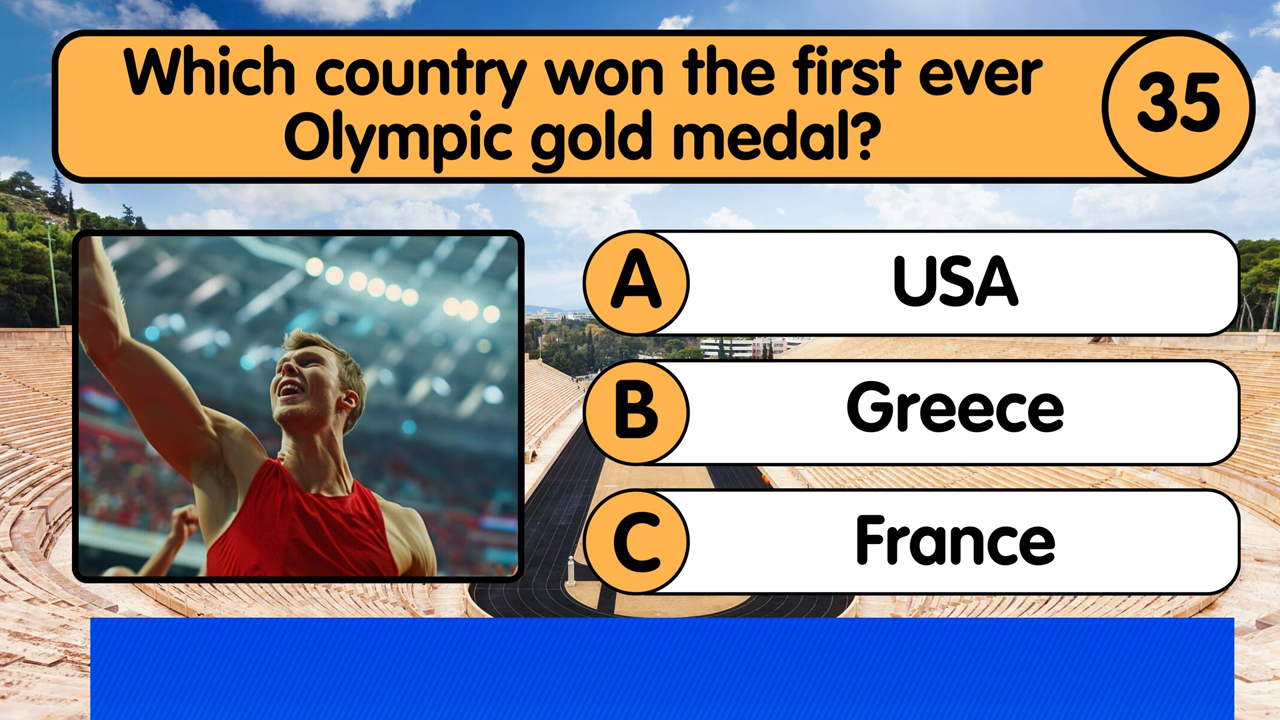 Which country won the first ever
Olympic gold medal?
35
A
USA
B
Greece
C
France